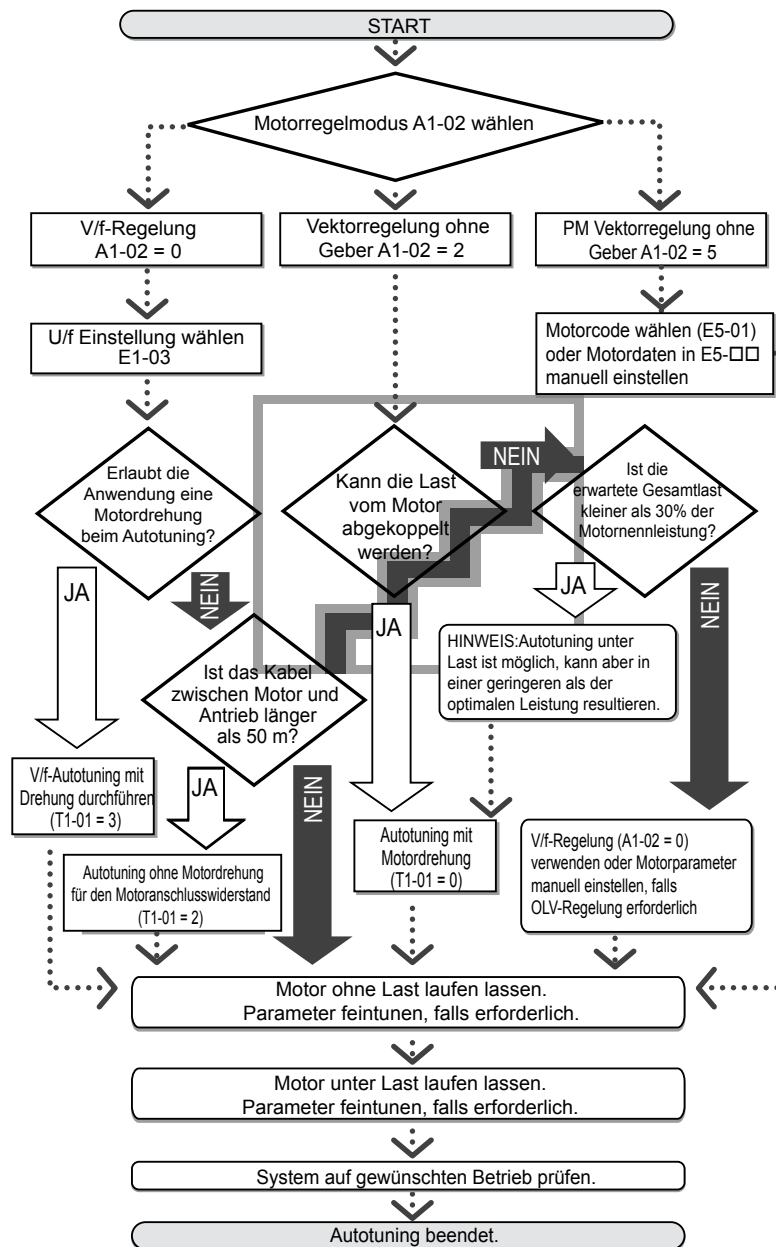 START
Motorregelmodus A1-02 wählen
V/f-Regelung
A1-02 = 0
Vektorregelung ohne
Geber A1-02 = 2
PM Vektorregelung ohne
Geber A1-02 = 5
U/f Einstellung wählen
E1-03
Motorcode wählen (E5-01)
oder Motordaten in E5-□□
manuell einstellen
Erlaubt die
Anwendung eine
Motordrehung
beim Autotuning?
Kann die Last
vom Motor
abgekoppelt
werden?
NEIN
Ist die
erwartete Gesamtlast
kleiner als 30% der
Motornennleistung?
JA
NEIN
JA
JA
NEIN
Ist das Kabel
zwischen Motor und
Antrieb länger
als 50 m?
HINWEIS:Autotuning unter
Last ist möglich, kann aber in
einer geringeren als der
optimalen Leistung resultieren.
V/f-Autotuning mit
Drehung durchführen
(T1-01 = 3)
JA
NEIN
Autotuning ohne Motordrehung
für den Motoranschlusswiderstand
(T1-01 = 2)
Autotuning mit
Motordrehung
(T1-01 = 0)
V/f-Regelung (A1-02 = 0)
verwenden oder Motorparameter
manuell einstellen, falls
OLV-Regelung erforderlich
Motor ohne Last laufen lassen.
Parameter feintunen, falls erforderlich.
Motor unter Last laufen lassen.
Parameter feintunen, falls erforderlich.
System auf gewünschten Betrieb prüfen.
Autotuning beendet.